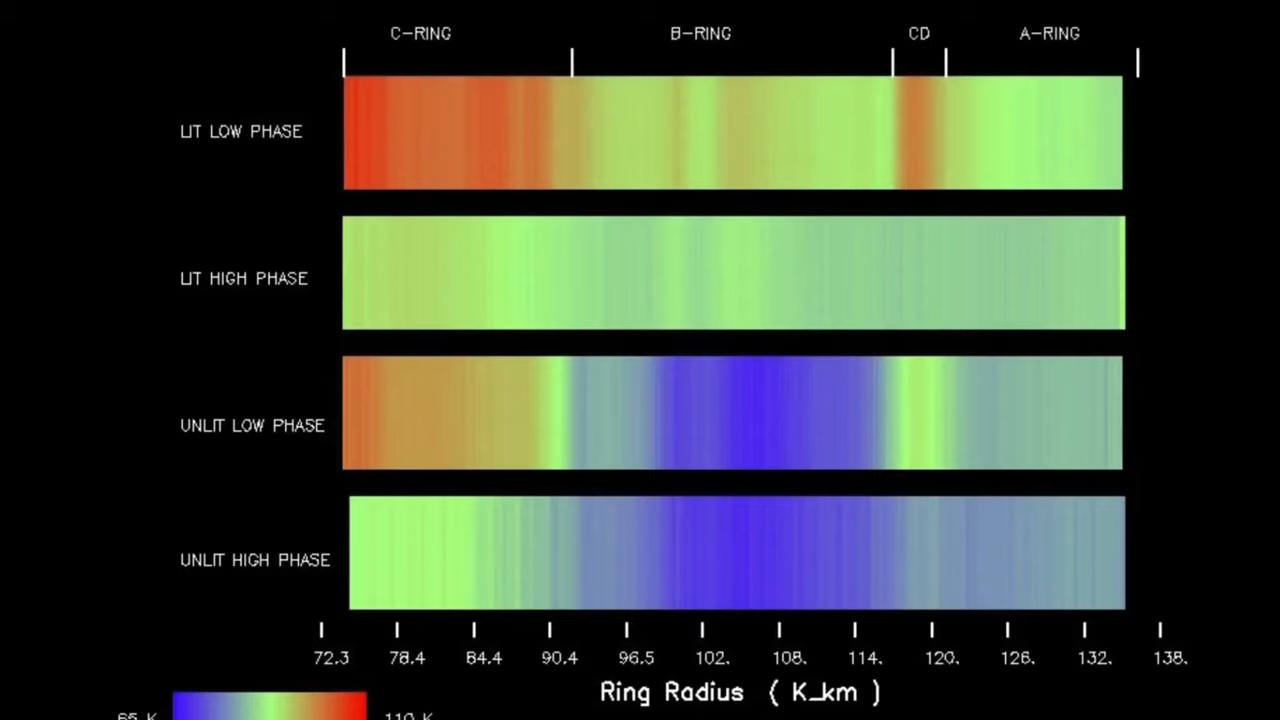 C-RING B-RING CD A-RING
LIT LOW PHASE
LIT HIGH PHASE
UNLIT LOW PHASE
UNLIT HIGH PHASE
72.3 78.4 84.4 90.4 96.5 102. 108. 114. 120. 126. 132. 138.
Ring Radius ( K_km )
65 K 110 K